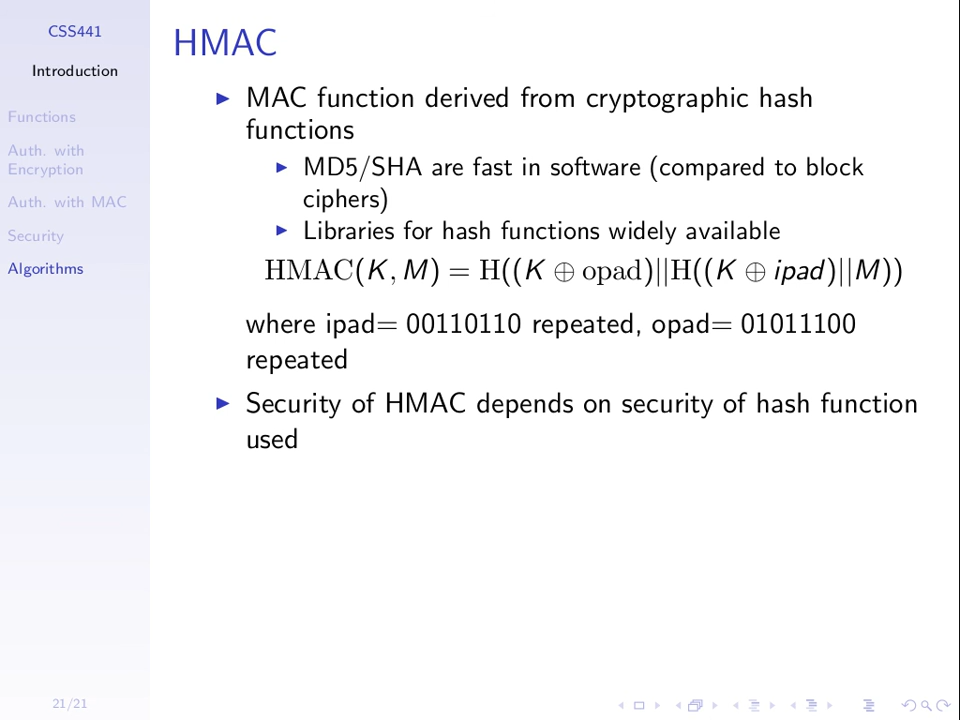 CSS441
Introduction
Functions
Auth. with
Encryption
Auth. with MAC
Security
Algorithms
21/21
HMAC
MAC function derived from cryptographic hash
functions
MD5/SHA are fast in software (compared to block
ciphers)
Libraries for hash functions widely available
HMAC(K, M) = H((K ⊕ opad)||H((K ⊕ ipad)||M))
where ipad= 00110110 repeated, opad= 01011100
repeated
Security of HMAC depends on security of hash function
used